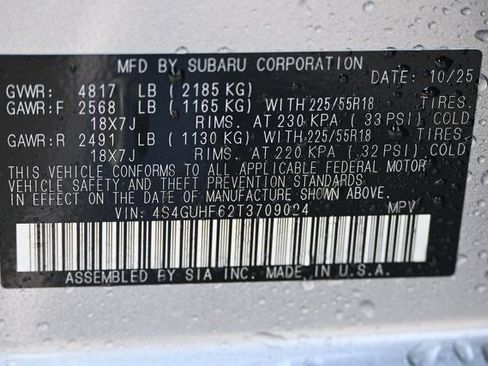 MFD BY SUBARU CORPORATION
DATE: 10/25
GVWR: 4817 LB (2185 KG)
GAWR:F 2568 LB (1165 KG) WITH 225/55R18 TIRES,
18X7J RIMS, AT 230 KPA (33 PSI) COLD
GAWR:R 2491 LB (1130 KG) WITH 225/55R18 TIRES,
18X7J RIMS, AT 220 KPA (32 PSI) COLD
THIS VEHICLE CONFORMS TO ALL APPLICABLE FEDERAL MOTOR
VEHICLE SAFETY AND THEFT PREVENTION STANDARDS
IN EFFECT ON THE DATE OF MANUFACTURE SHOWN ABOVE.
VIN: 4S4GUHF62T3709024 MPV
ASSEMBLED BY SIA INC. MADE IN U.S.A.